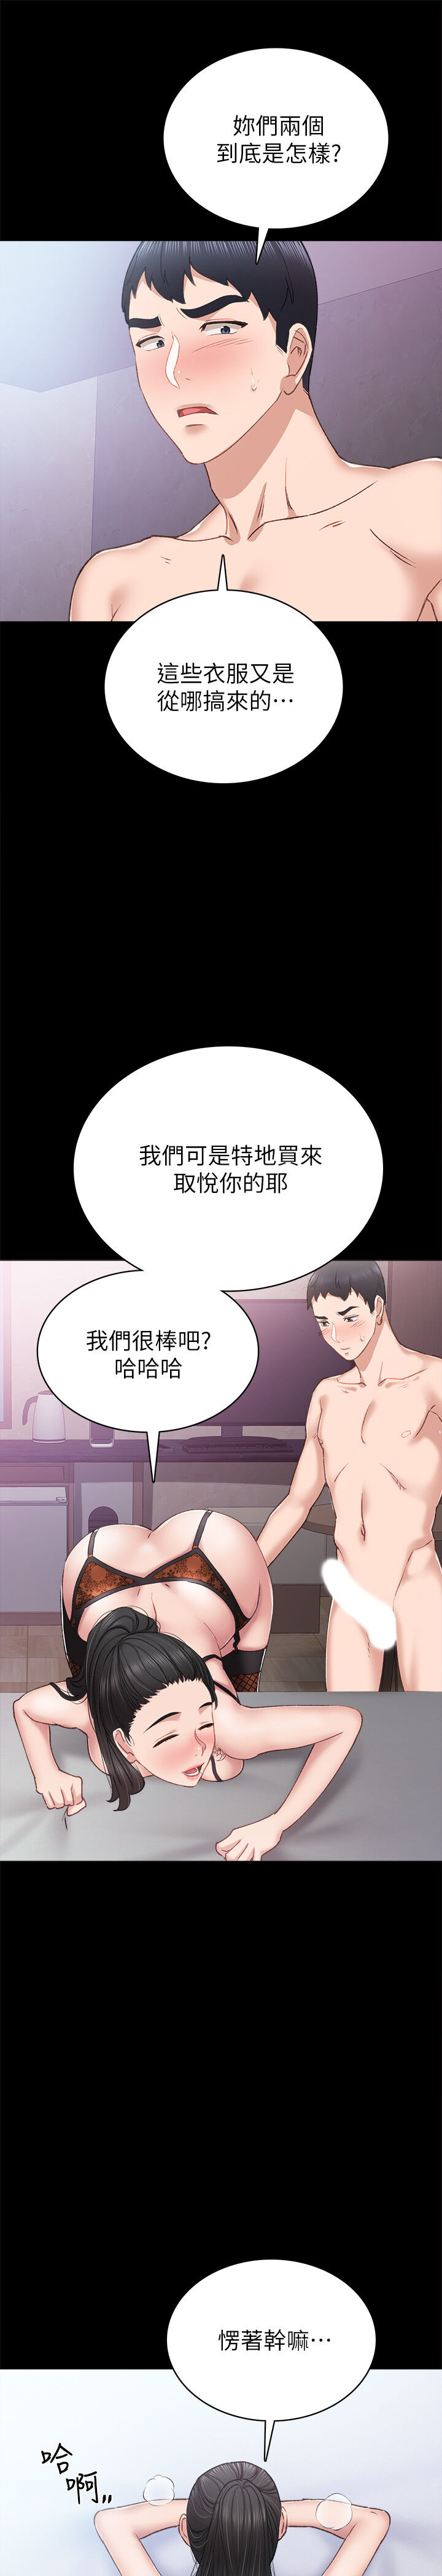 妳們兩個
到底是怎樣?
這些衣服又是
從哪搞來的…
我們可是特地買來
取悅你的耶
我們很棒吧?
哈哈哈
愣著幹嘛…
哈
啊,,